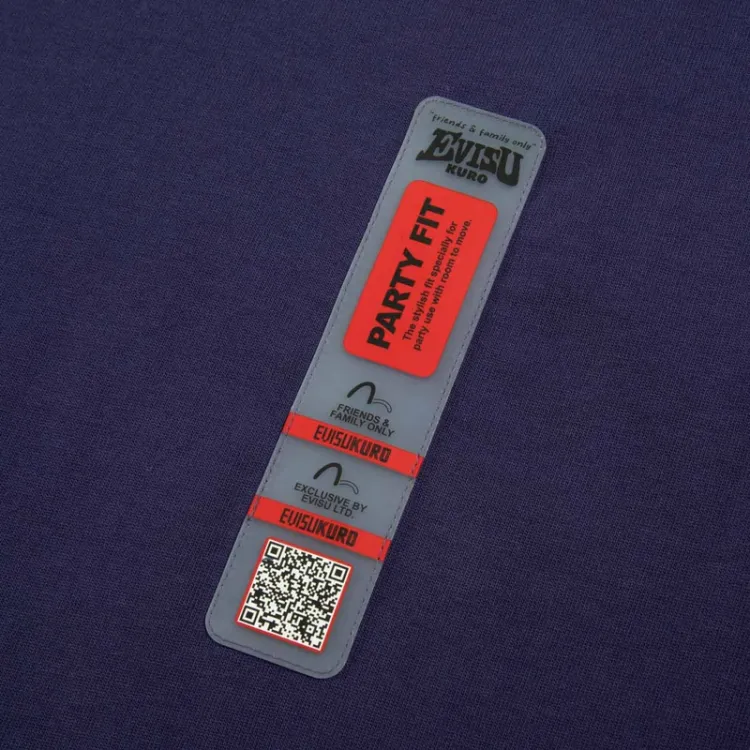 "friends & family only"
EVISU
KURO
PARTY FIT
The stylish fit specially for
party use with room to move.
FRIENDS &
FAMILY ONLY
EVISUKURO
EXCLUSIVE BY
EVISU LTD.
EVISUKURO